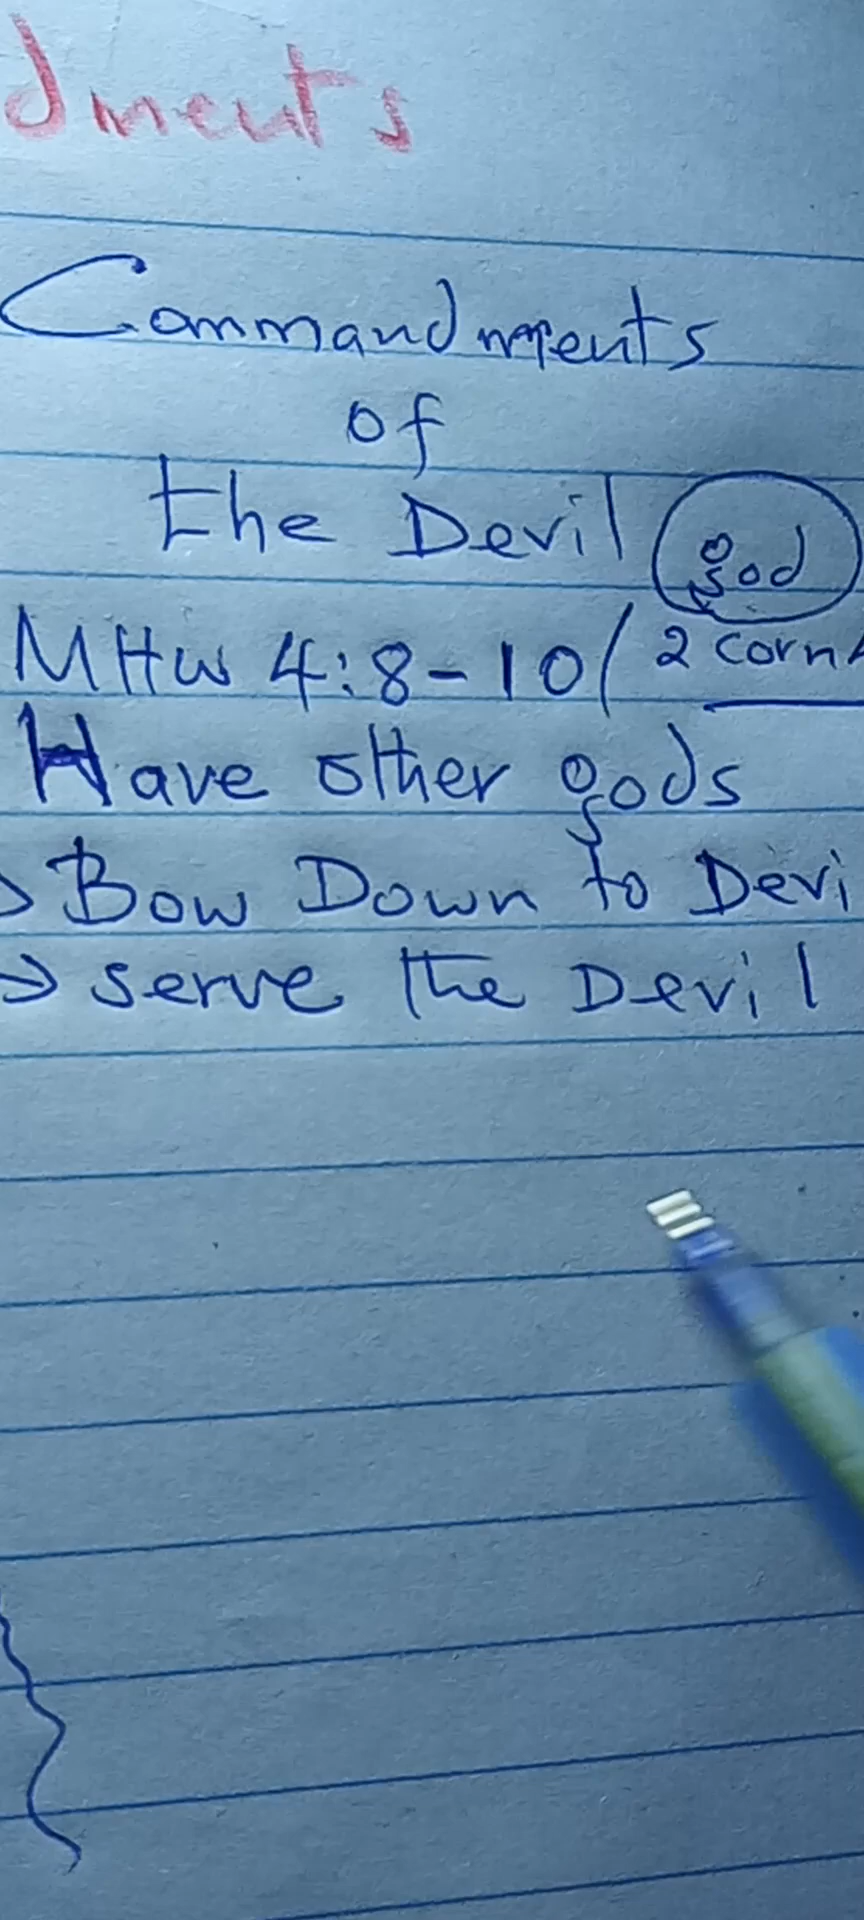 dments
Commandments
of
the Devil god
MHW 4:8-10 ( 2 corn
Have other gods
→ Bow Down to Devi
→ serve the Devil